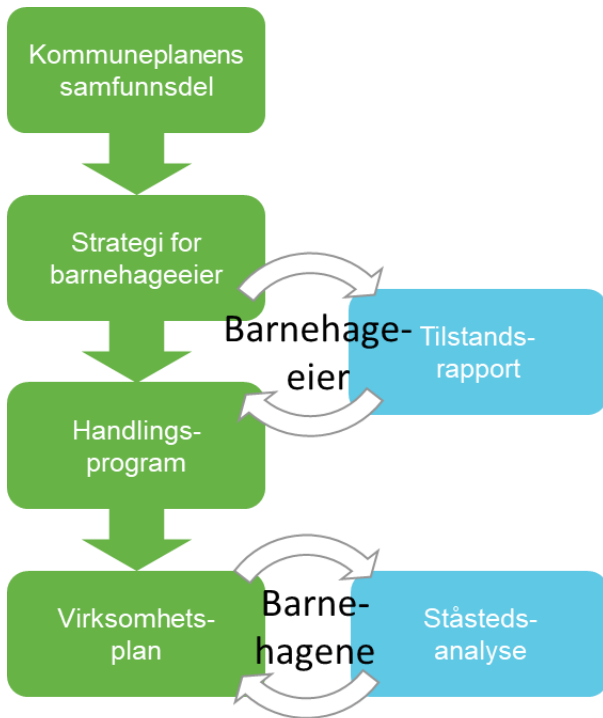 Kommuneplanens
samfunnsdel
Strategi for
barnehageeier
Barnehage-
eier
Tilstands-
rapport
Handlings-
program
Virksomhets-
plan
Barne-
hagene
Ståsteds-
analyse